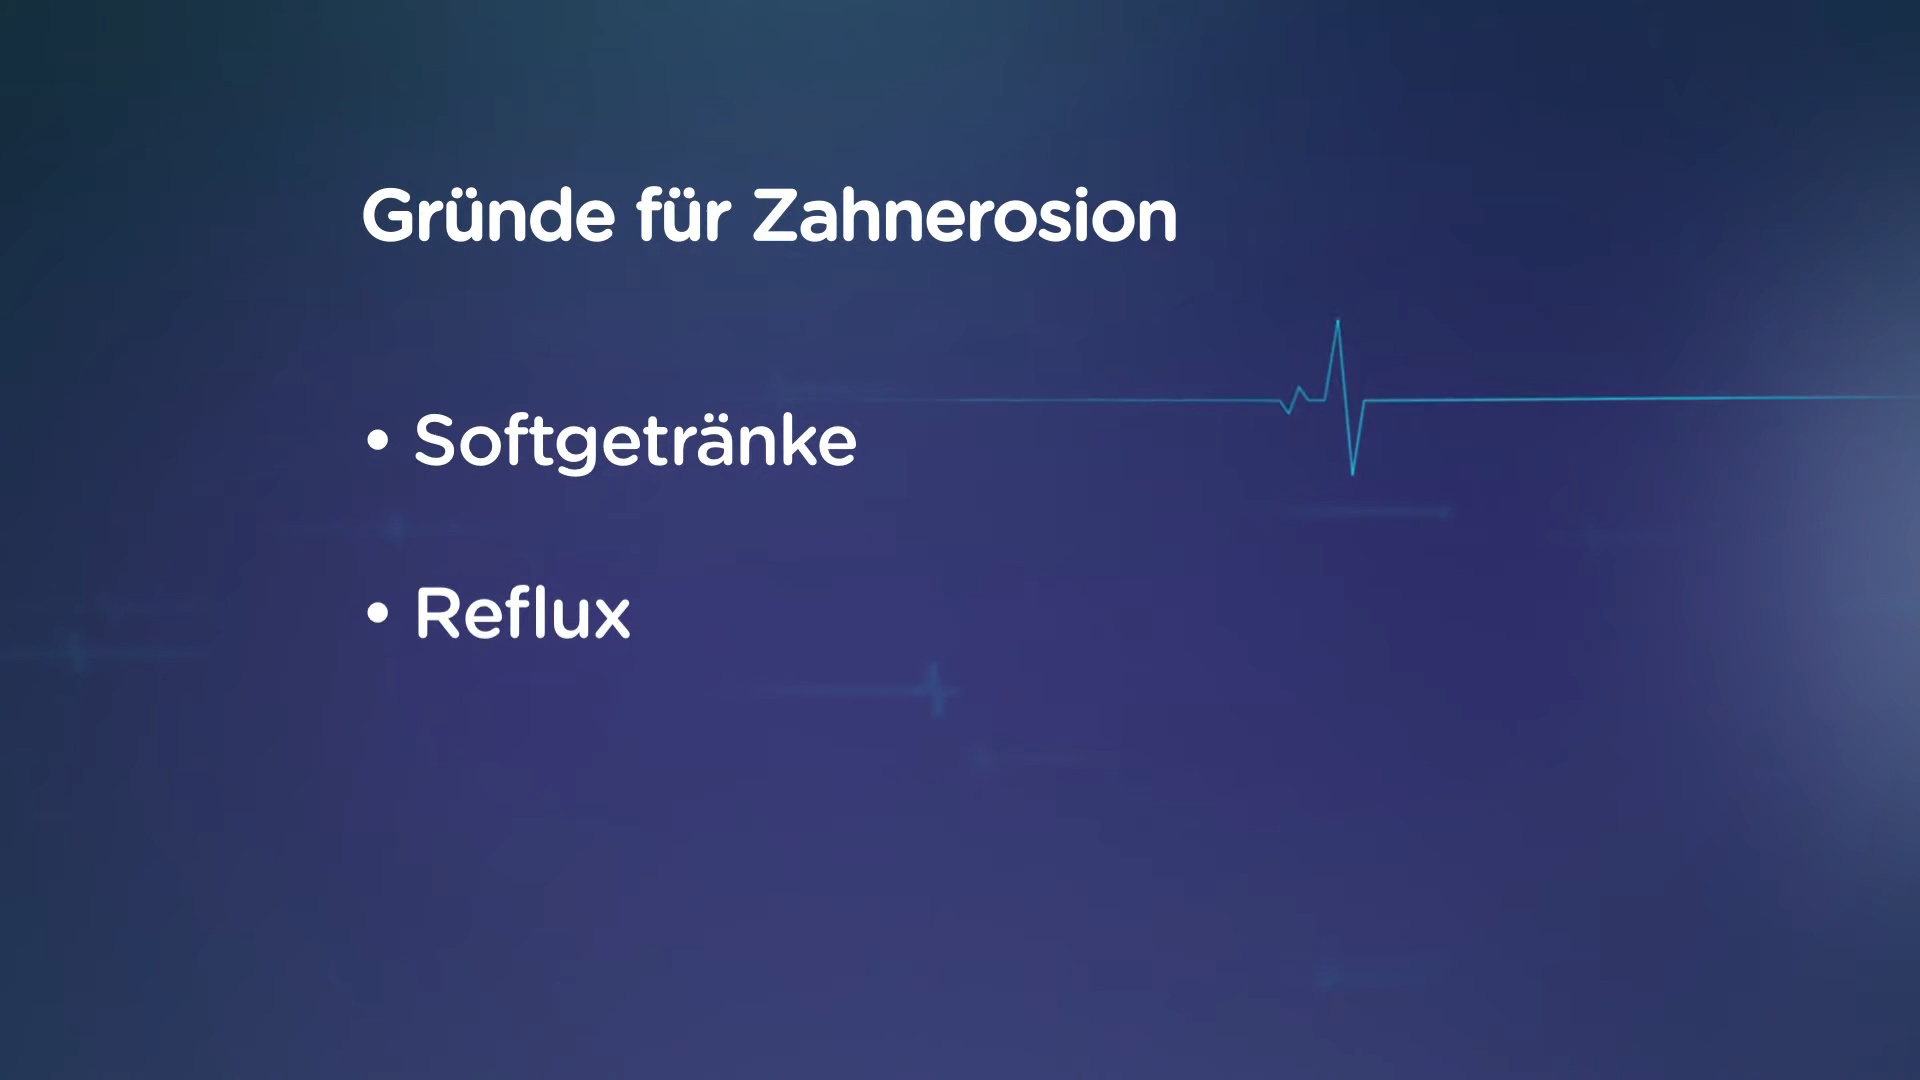 Gründe für Zahnerosion
• Softgetränke
• Reflux